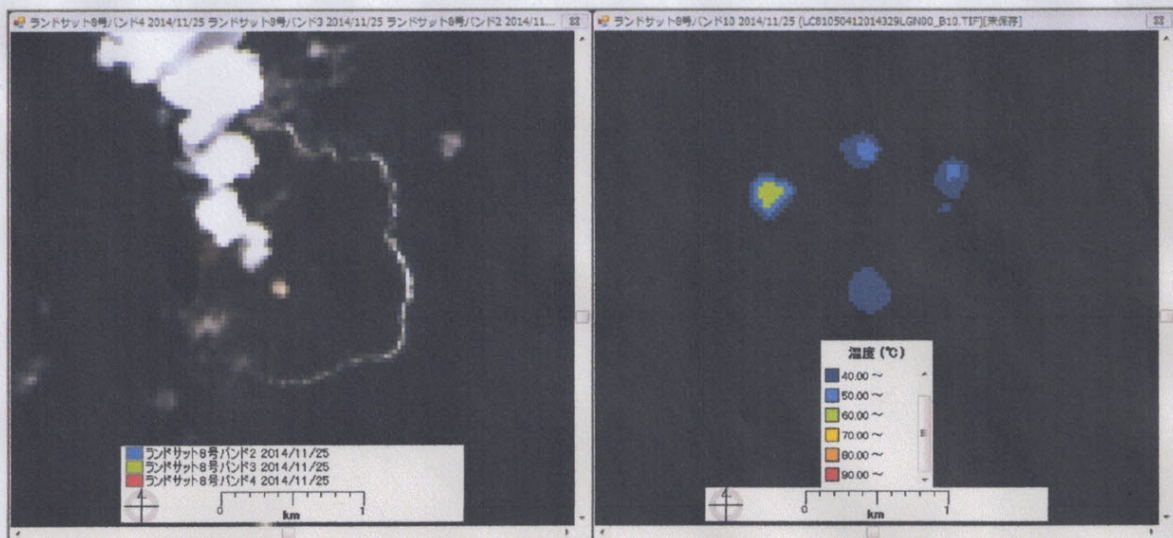 ランドサット8号バンド4 2014/11/25 ランドサット8号バンド3 2014/11/25 ランドサット8号バンド2 2014/11...
ランドサット8号バンド2 2014/11/25
ランドサット8号バンド3 2014/11/25
ランドサット8号バンド4 2014/11/25
0 1
km
ランドサット8号バンド10 2014/11/25 (LC81050412014329LGN00_B10.TIF)[未保存]
温度 (℃)
40.00 ～
50.00 ～
60.00 ～
70.00 ～
80.00 ～
90.00 ～
0 1
km